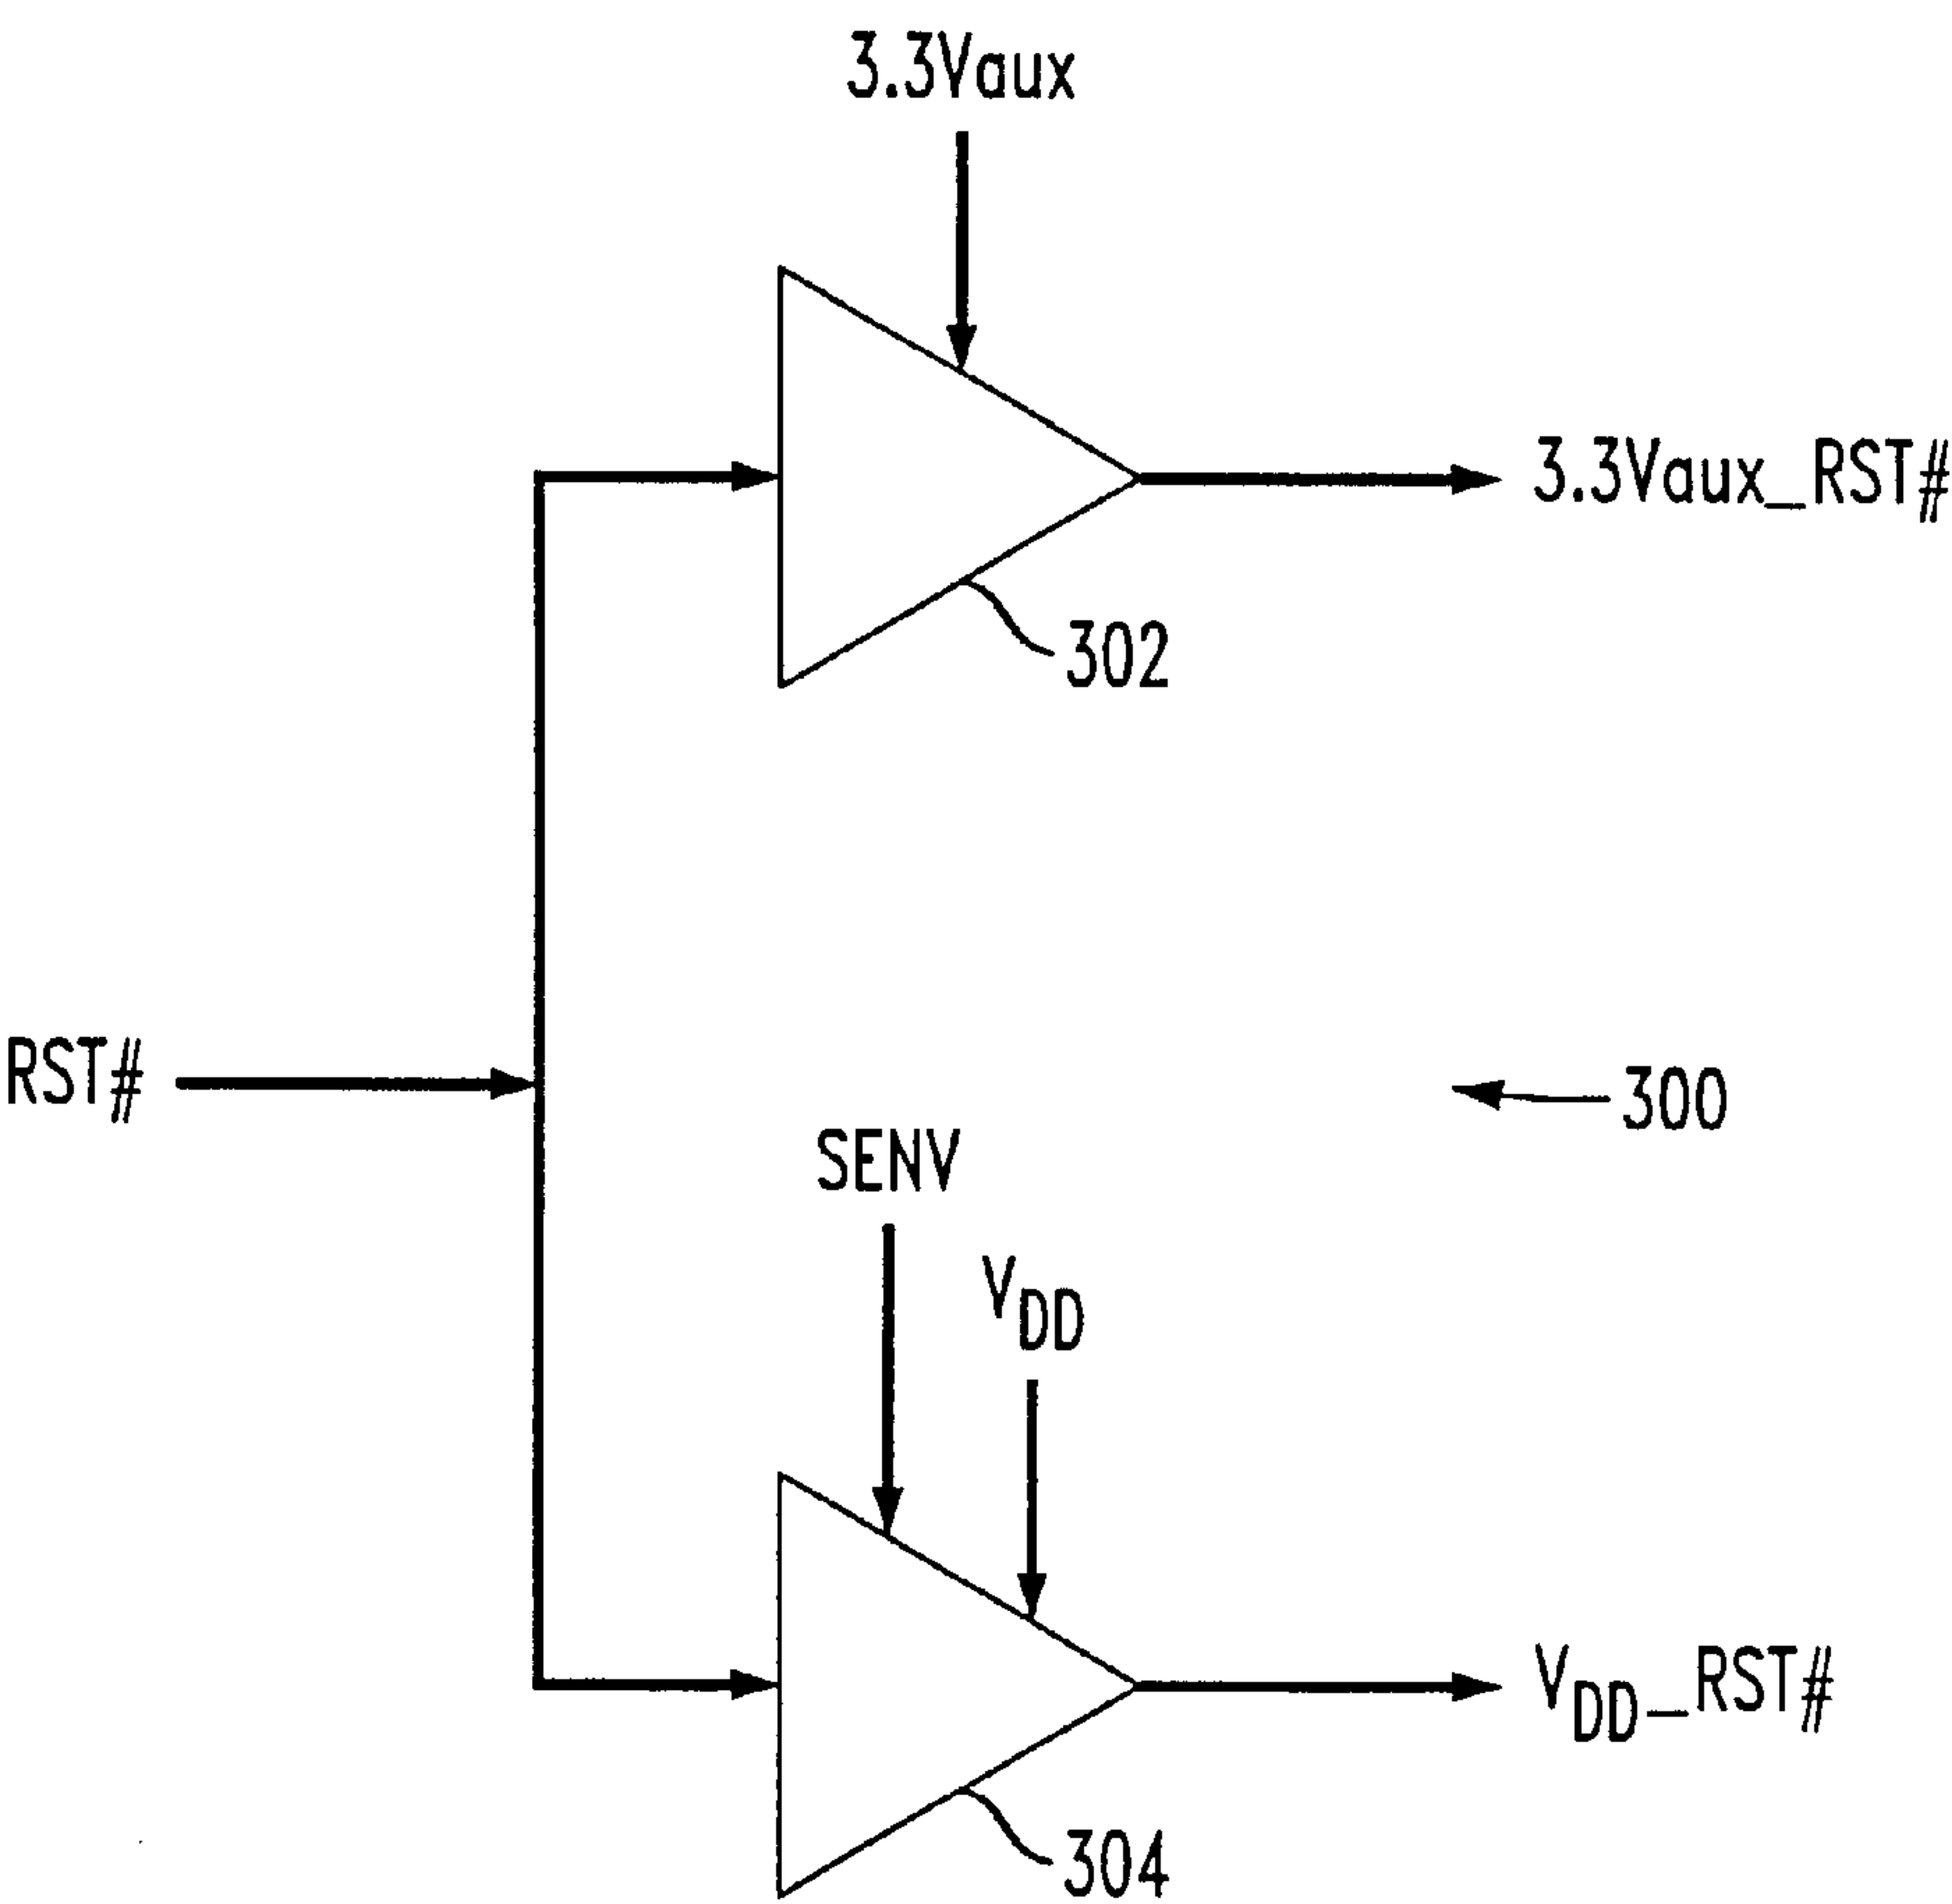 3.3Vaux
3.3Vaux_RST#
302
RST#
300
SENV
VDD
VDD_RST#
304